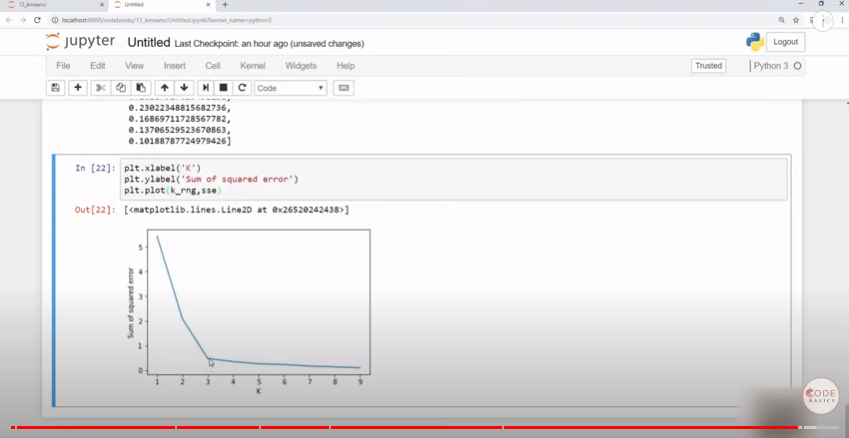 13_kmeans/
Untitled
localhost:8888/notebooks/13_kmeans/Untitled.ipynb?kernel_name=python3
jupyter Untitled Last Checkpoint: an hour ago (unsaved changes)
Logout
File Edit View Insert Cell Kernel Widgets Help
Trusted Python 3
Code
0.23022348815682736,
0.16869711728567782,
0.13706529523670863,
0.10188787724979426]
In [22]: plt.xlabel('K')
plt.ylabel('Sum of squared error')
plt.plot(k_rng,sse)
Out[22]: [<matplotlib.lines.Line2D at 0x26520242438>]
Sum of squared error
5
4
3
2
1
0
1 2 3 4 5 6 7 8 9
K
CODE
BASICS